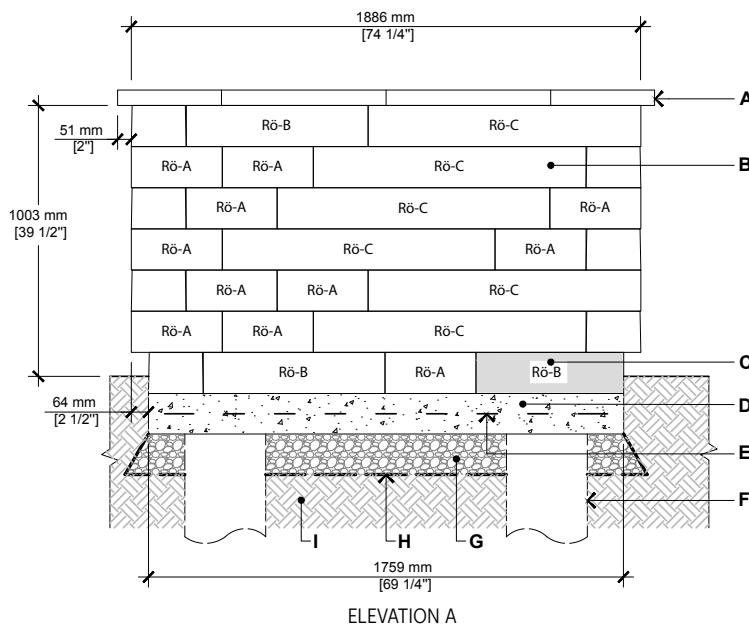 1886 mm
[74 1/4"]
A
51 mm
[2"]
Rö-B Rö-C
Rö-A Rö-A Rö-C B
1003 mm
[39 1/2"]
Rö-A Rö-C Rö-A
Rö-A Rö-C Rö-A
Rö-A Rö-A Rö-C
Rö-A Rö-A Rö-C
C
Rö-B Rö-A Rö-B
64 mm
[2 1/2"]
D
E
F
I H G
1759 mm
[69 1/4"]
ELEVATION A